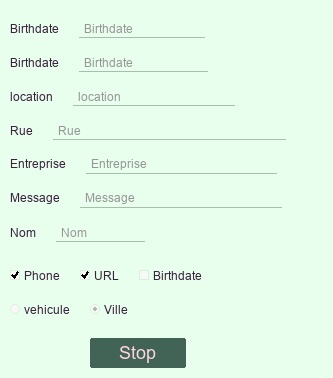 Birthdate Birthdate
Birthdate Birthdate
location location
Rue Rue
Entreprise Entreprise
Message Message
Nom Nom
Phone URL Birthdate
vehicule Ville
Stop